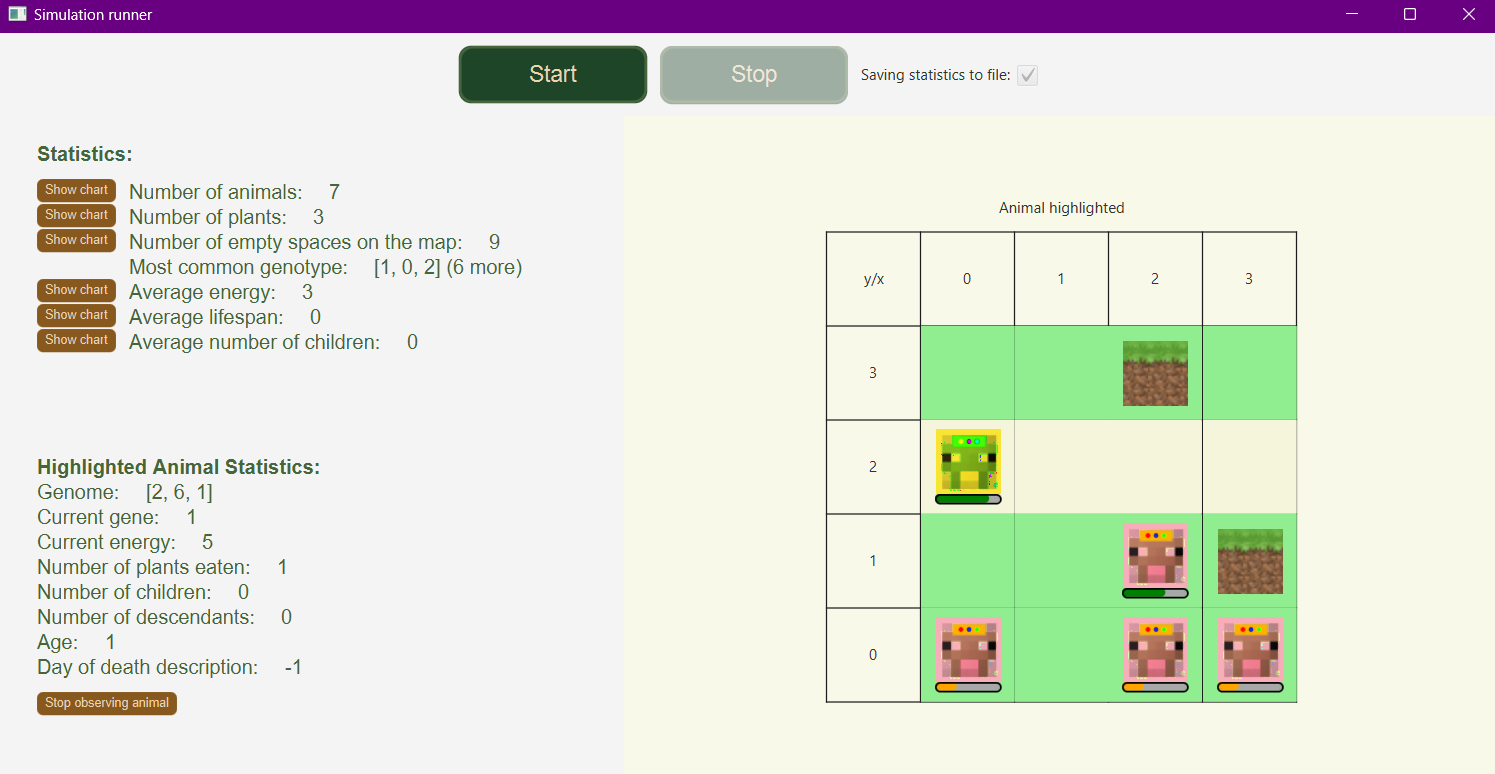 Simulation runner
Start
Stop
Saving statistics to file:
Statistics:
Show chart Number of animals: 7
Show chart Number of plants: 3
Show chart Number of empty spaces on the map: 9
Most common genotype: [1, 0, 2] (6 more)
Show chart Average energy: 3
Show chart Average lifespan: 0
Show chart Average number of children: 0
Highlighted Animal Statistics:
Genome: [2, 6, 1]
Current gene: 1
Current energy: 5
Number of plants eaten: 1
Number of children: 0
Number of descendants: 0
Age: 1
Day of death description: -1
Stop observing animal
Animal highlighted
y/x 0 1 2 3
3
2
1
0